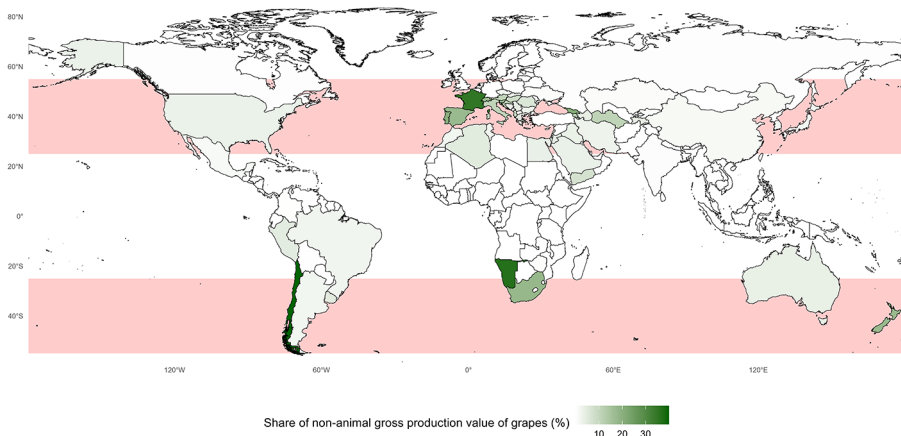 80°N
60°N
40°N
20°N
0°
20°S
40°S
120°W 60°W 0° 60°E 120°E
Share of non-animal gross production value of grapes (%)
10 20 30